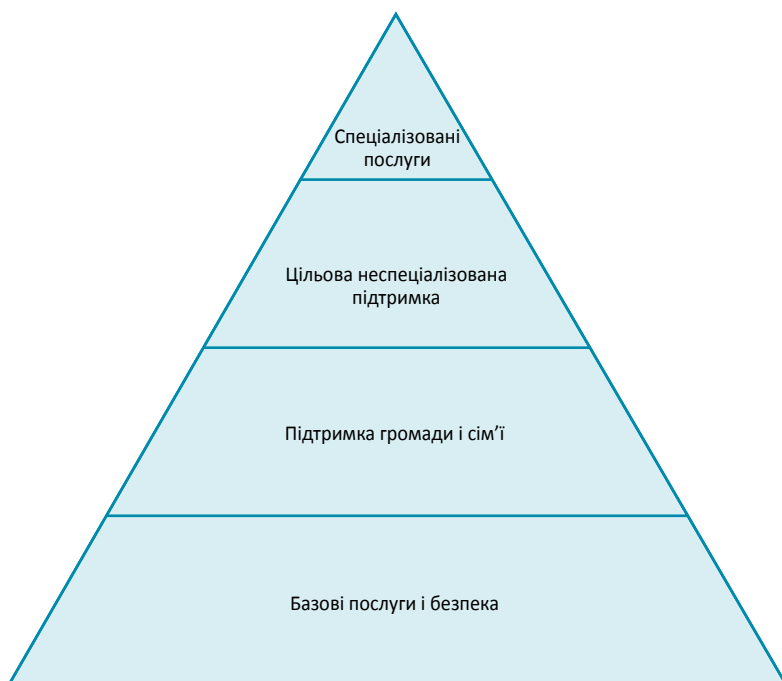 Спеціалізовані
послуги
Цільова неспеціалізована
підтримка
Підтримка громади і сім’ї
Базові послуги і безпека